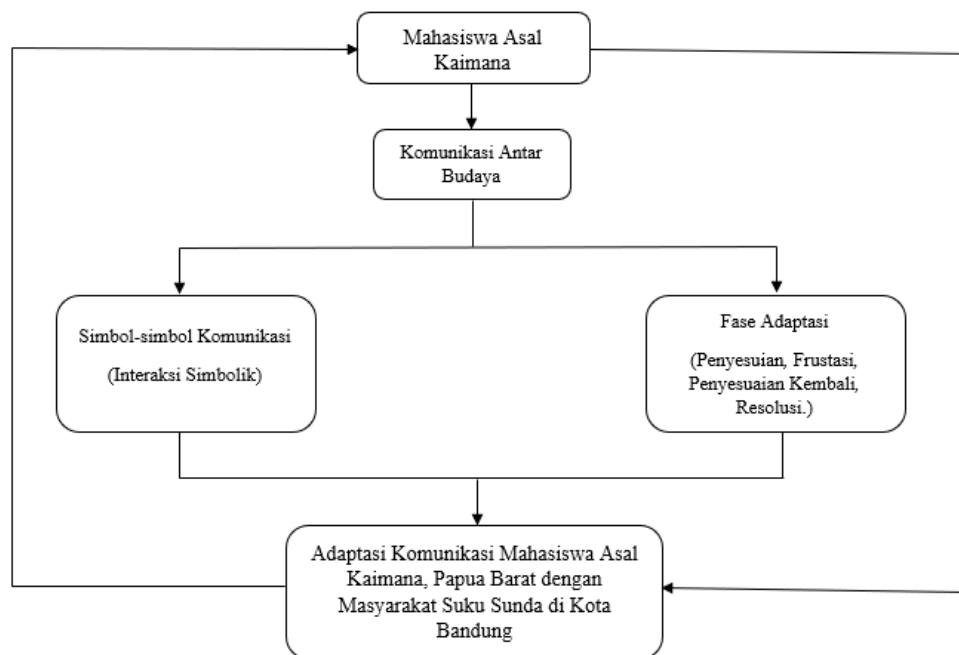 Mahasiswa Asal
Kaimana
Komunikasi Antar
Budaya
Simbol-simbol Komunikasi
(Interaksi Simbolik)
Fase Adaptasi
(Penyesuian, Frustasi,
Penyesuaian Kembali,
Resolusi.)
Adaptasi Komunikasi Mahasiswa Asal
Kaimana, Papua Barat dengan
Masyarakat Suku Sunda di Kota
Bandung